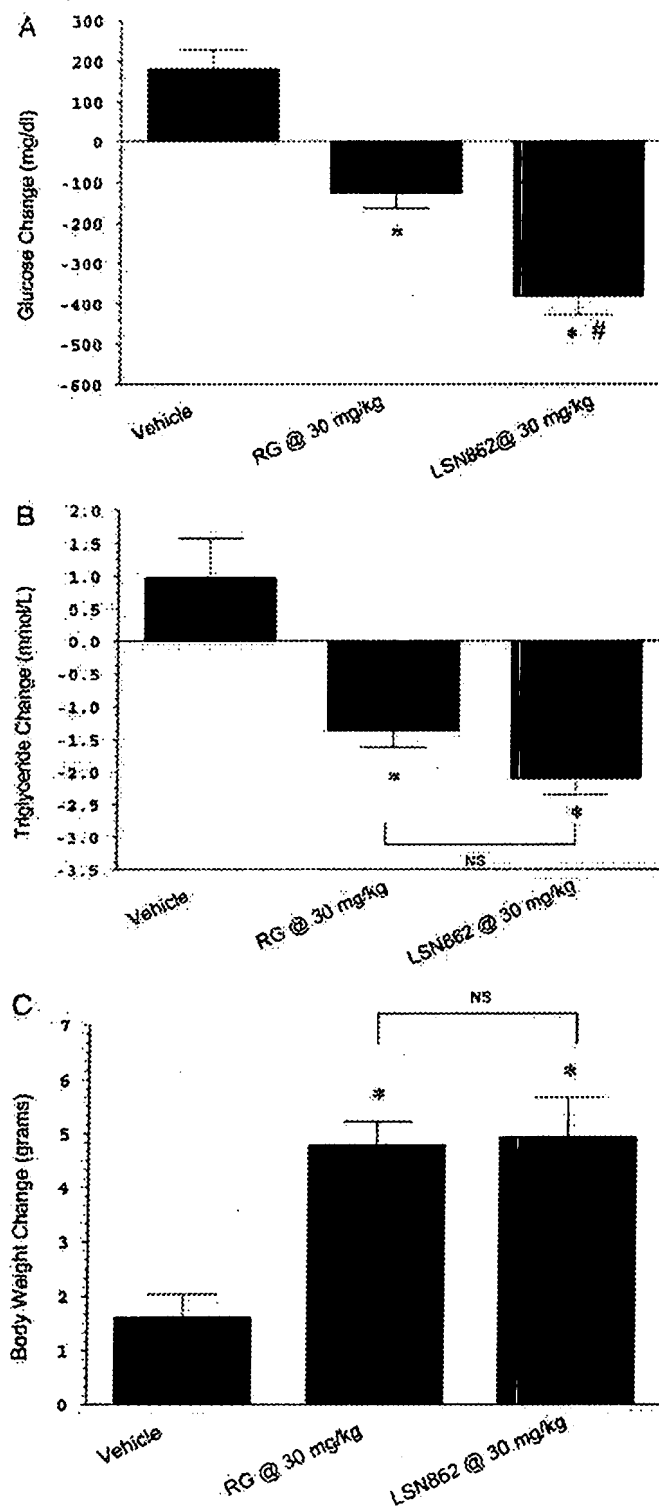 A
300
200
100
0
-100
-200
-300
-400
-500
-600
Glucose Change (mg/dl)
*
* #
Vehicle
RG @ 30 mg/kg
LSN862@ 30 mg/kg
B
2.0
1.5
1.0
0.5
0.0
-0.5
-1.0
-1.5
-2.0
-2.5
-3.0
-3.5
Triglyceride Change (mmol/L)
*
*
NS
Vehicle
RG @ 30 mg/kg
LSN862 @ 30 mg/kg
C
NS
7
6
5
4
3
2
1
0
Body Weight Change (grams)
*
*
Vehicle
RG @ 30 mg/kg
LSN862 @ 30 mg/kg